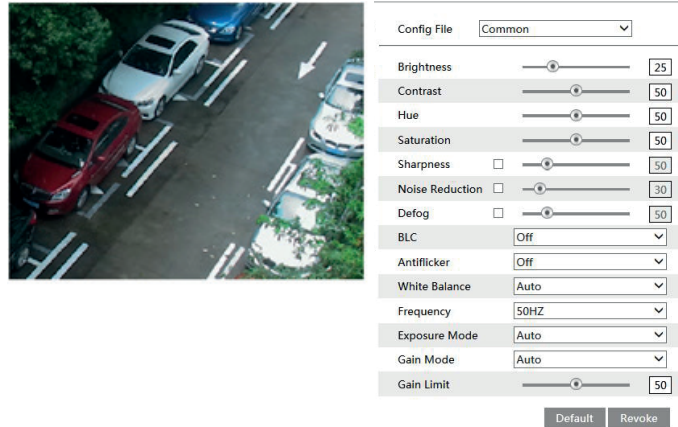 Config File Common
Brightness 25
Contrast 50
Hue 50
Saturation 50
Sharpness 50
Noise Reduction 30
Defog 50
BLC Off
Antiflicker Off
White Balance Auto
Frequency 50HZ
Exposure Mode Auto
Gain Mode Auto
Gain Limit 50
Default Revoke